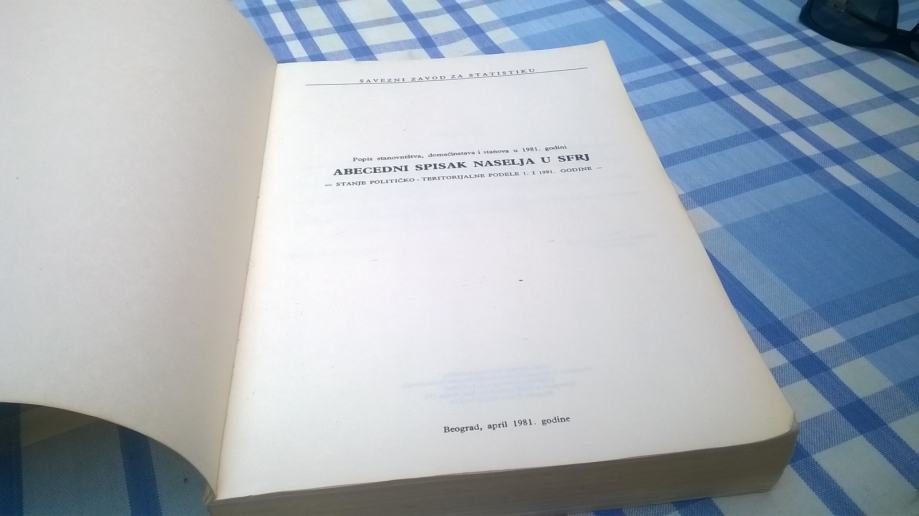 SAVEZNI ZAVOD ZA STATISTIKU
Popis stanovništva, domaćinstava i stanova u 1981. godini
ABECEDNI SPISAK NASELJA U SFRJ
— STANJE POLITIČKO - TERITORIJALNE PODELE 1. I 1981. GODINE —
Beograd, april 1981. godine